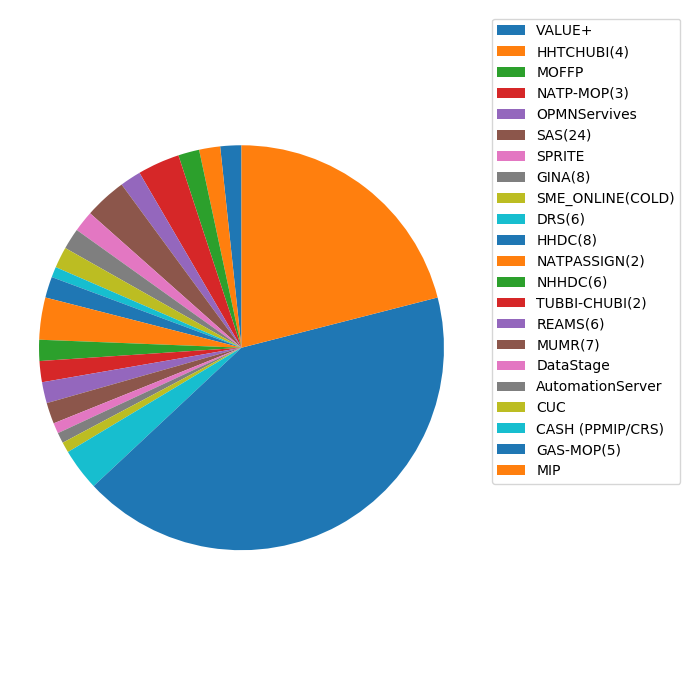 VALUE+
HHTCHUBI(4)
MOFFP
NATP-MOP(3)
OPMNServives
SAS(24)
SPRITE
GINA(8)
SME_ONLINE(COLD)
DRS(6)
HHDC(8)
NATPASSIGN(2)
NHHDC(6)
TUBBI-CHUBI(2)
REAMS(6)
MUMR(7)
DataStage
AutomationServer
CUC
CASH (PPMIP/CRS)
GAS-MOP(5)
MIP